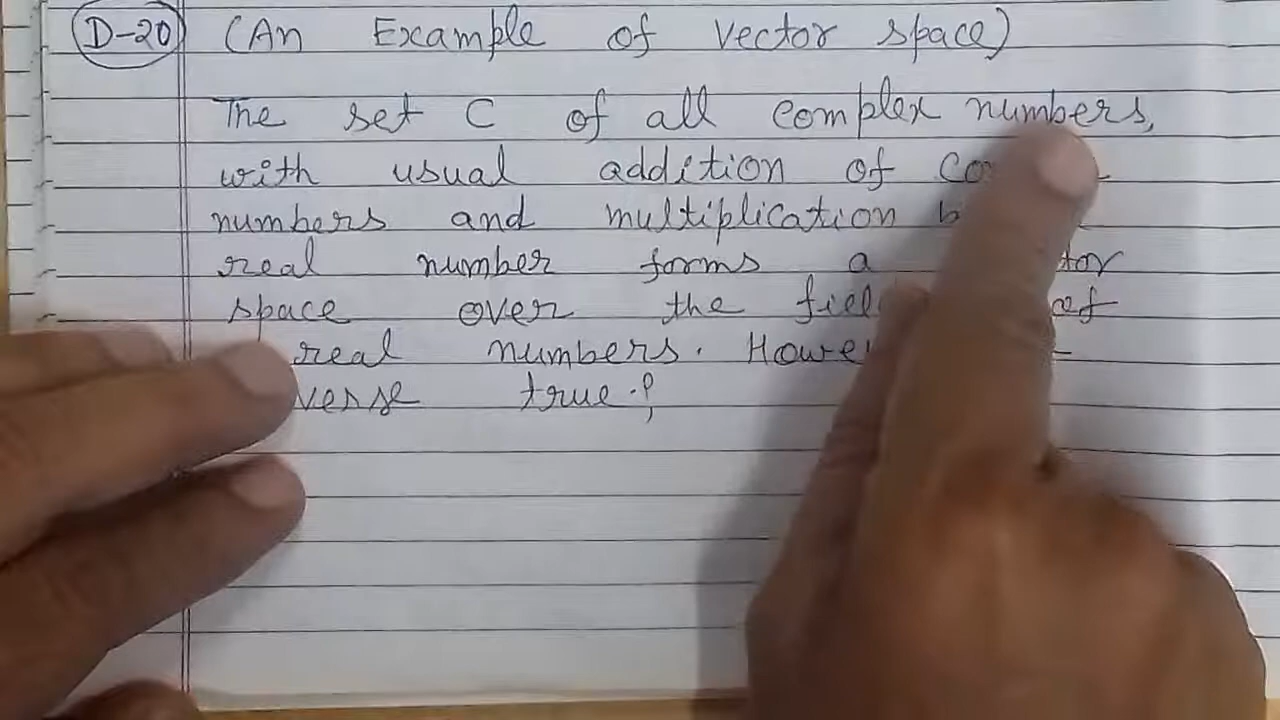 D-20 (An Example of vector space)
The set C of all complex numbers,
with usual addition of
numbers and multiplication
real number forms a
space over the of
real numbers.
true.?